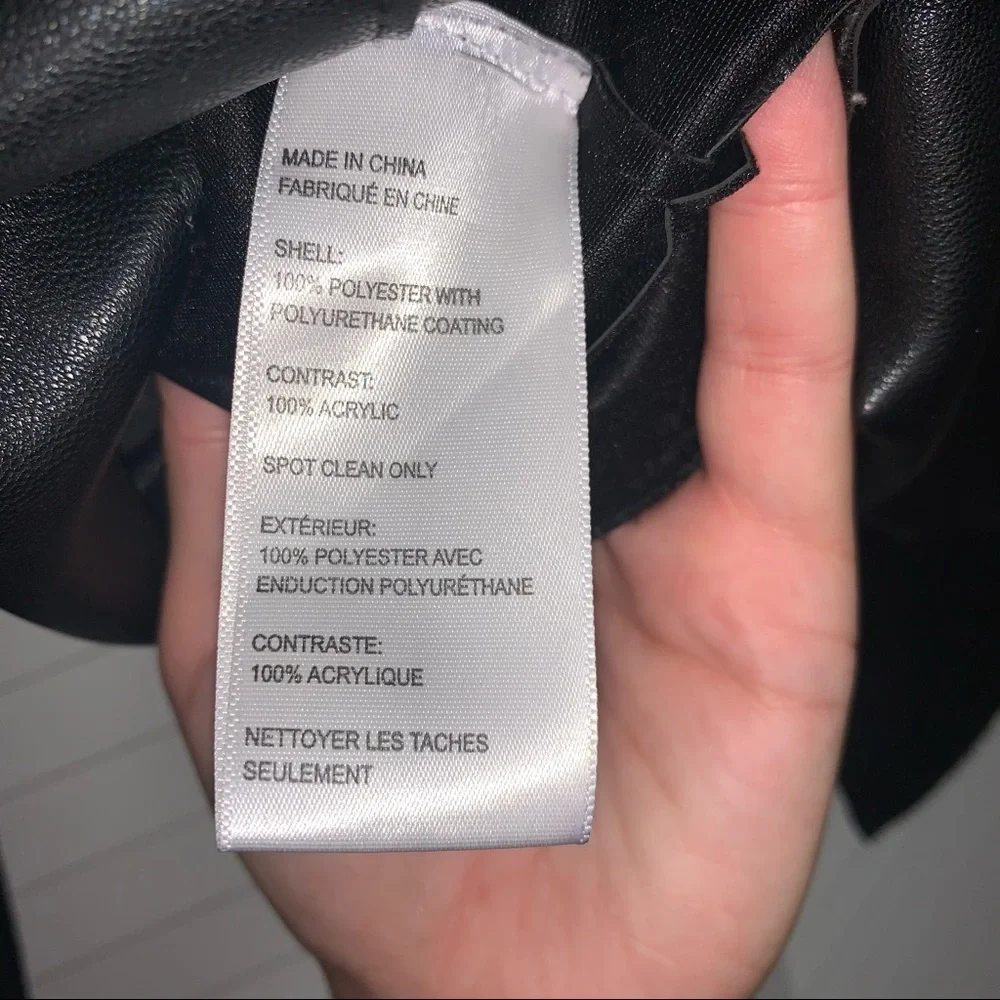 MADE IN CHINA
FABRIQUÉ EN CHINE
SHELL:
100% POLYESTER WITH
POLYURETHANE COATING
CONTRAST:
100% ACRYLIC
SPOT CLEAN ONLY
EXTÉRIEUR:
100% POLYESTER AVEC
ENDUCTION POLYURÉTHANE
CONTRASTE:
100% ACRYLIQUE
NETTOYER LES TACHES
SEULEMENT